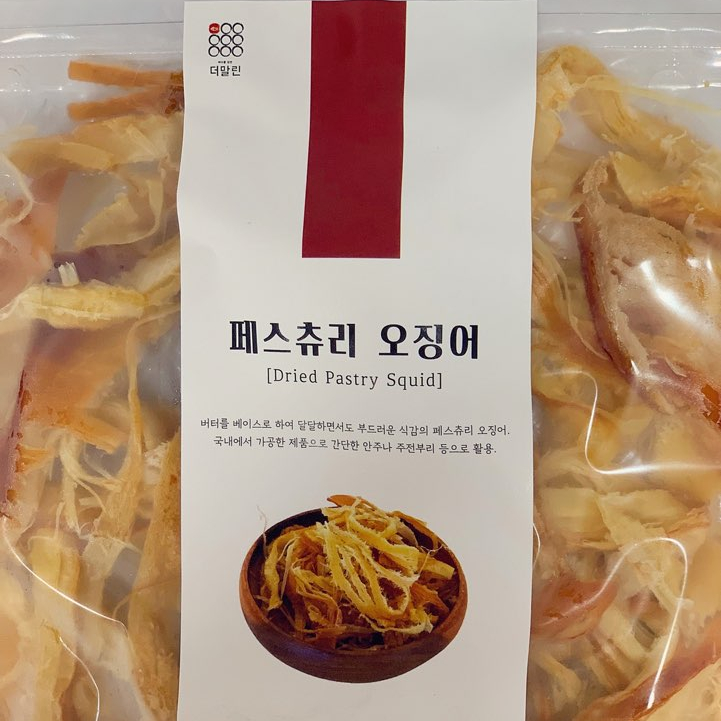 더말린
페스츄리 오징어
[Dried Pastry Squid]
버터를 베이스로 하여 달달하면서도 부드러운 식감의 페스츄리 오징어.
국내에서 가공한 제품으로 간단한 안주나 주전부리 등으로 활용.